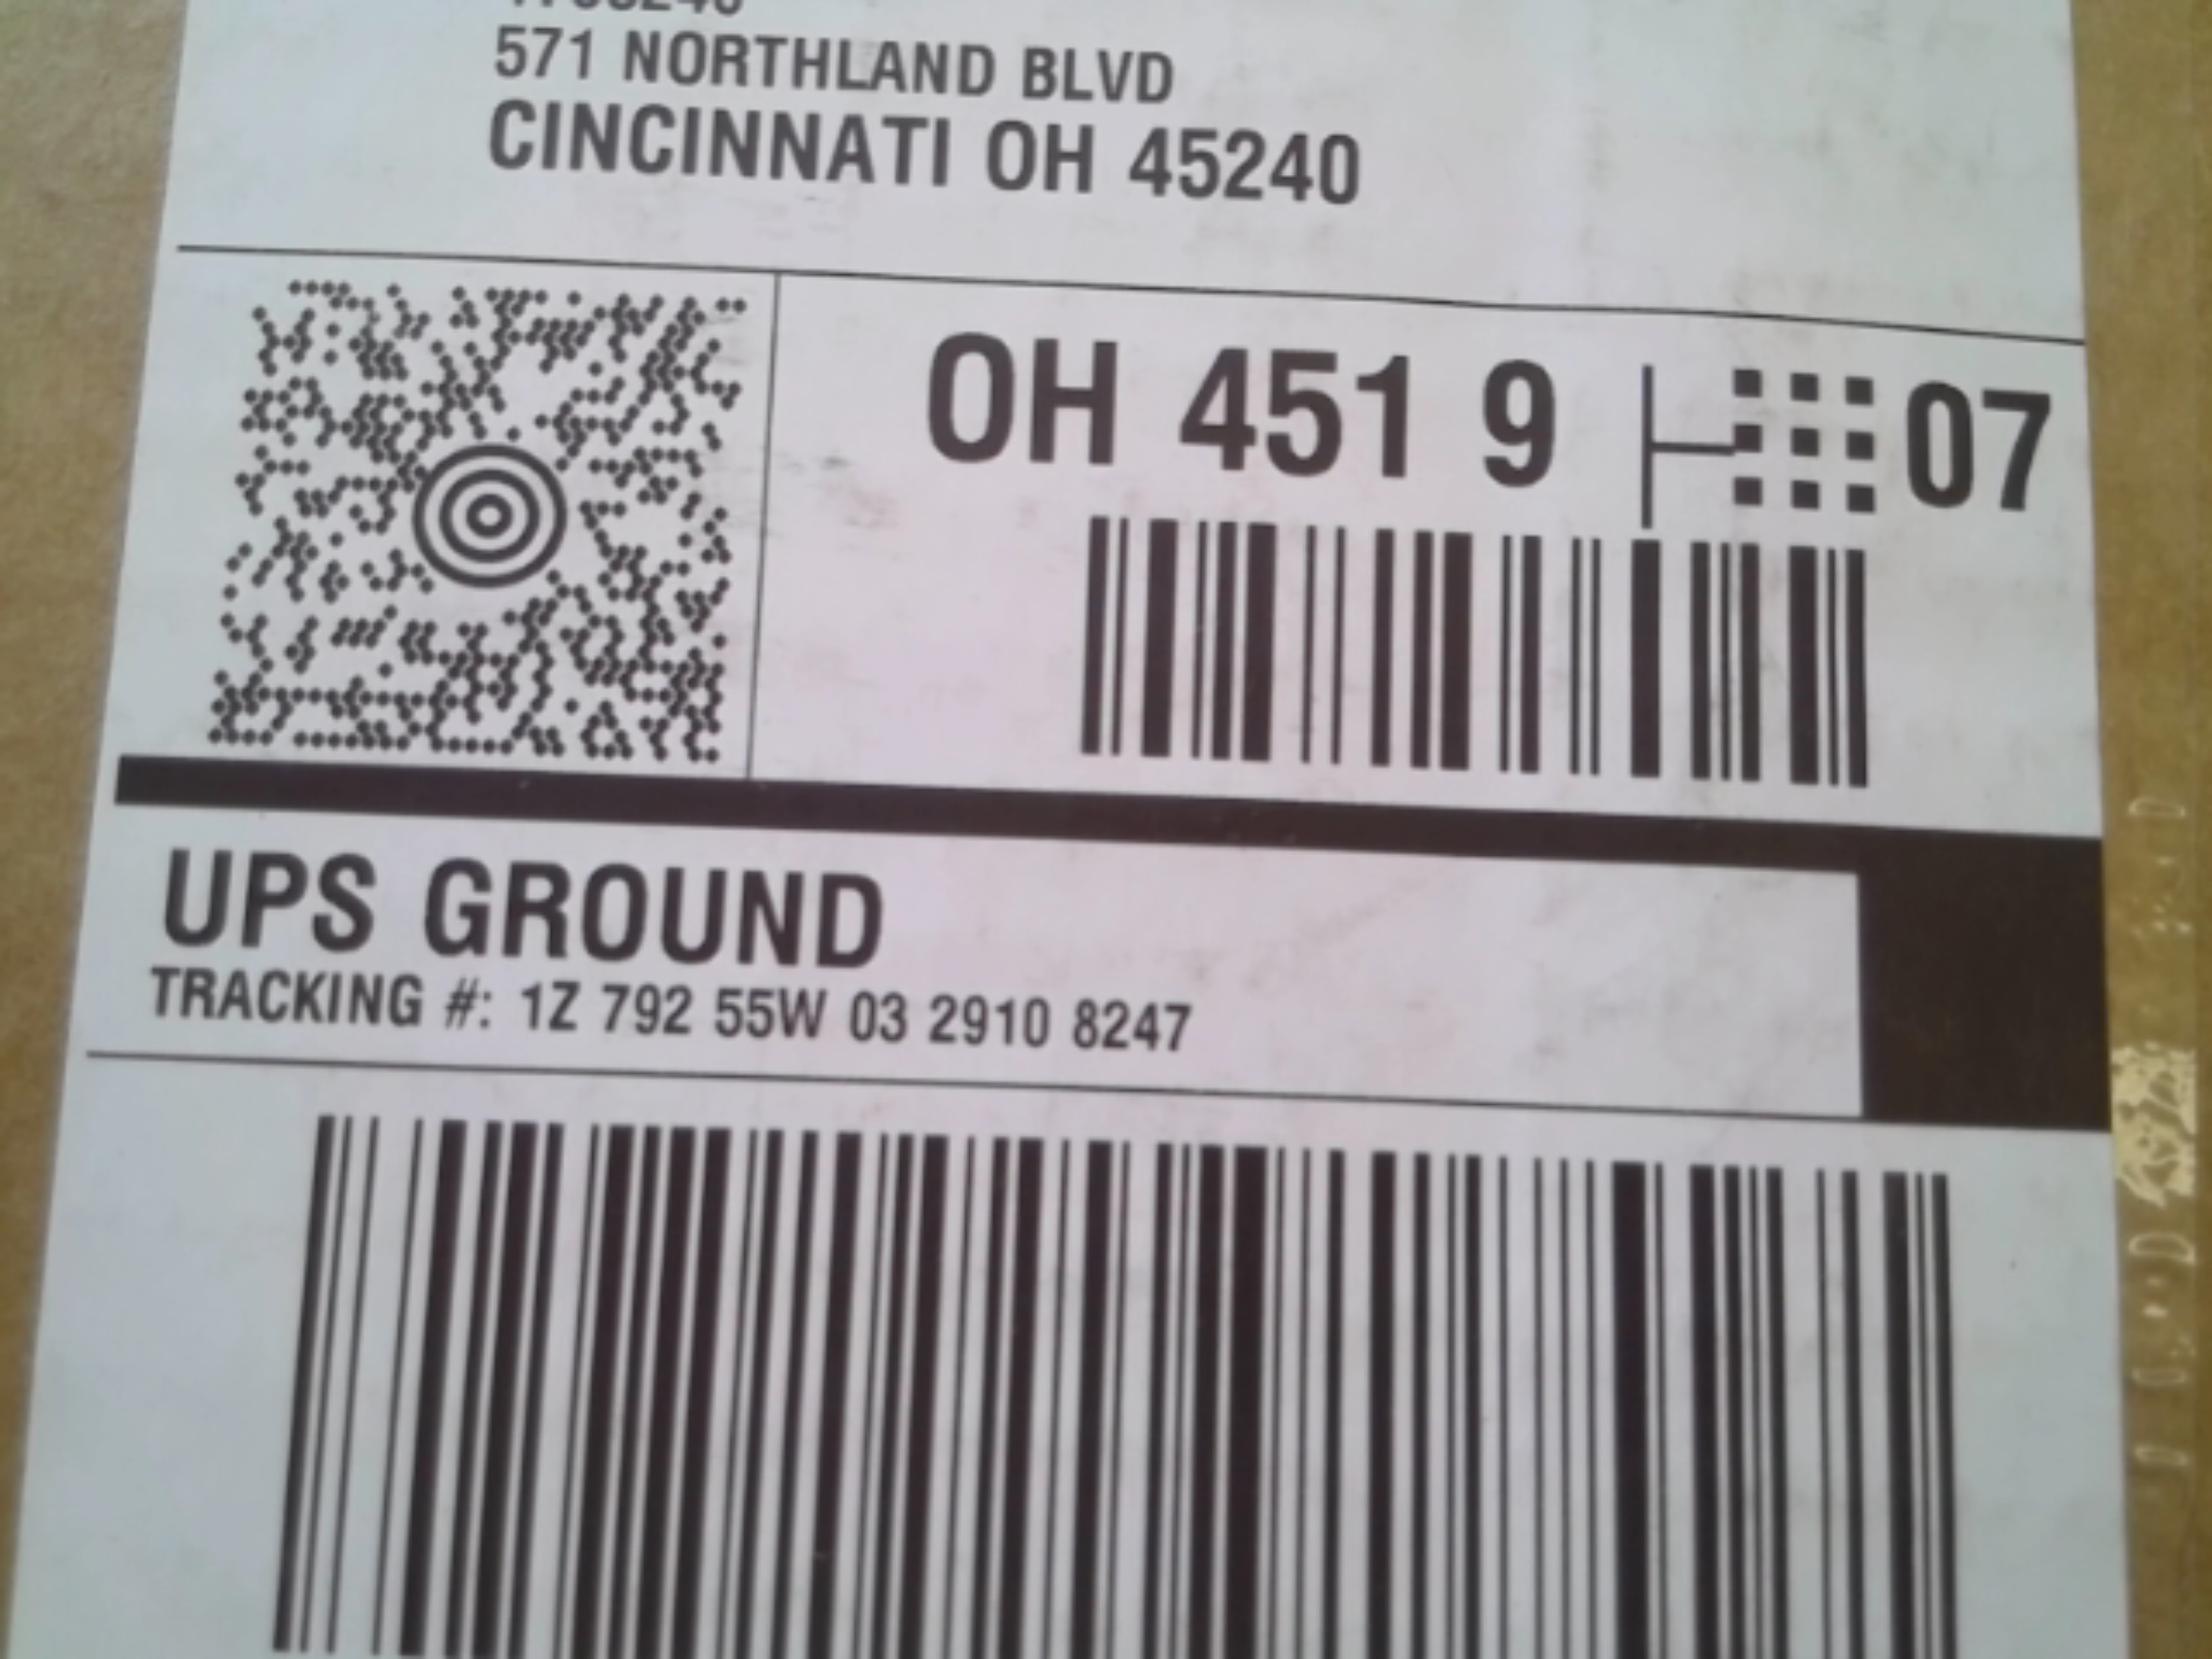 571 NORTHLAND BLVD
CINCINNATI OH 45240
OH 451 9 07
UPS GROUND
TRACKING #: 1Z 792 55W 03 2910 8247